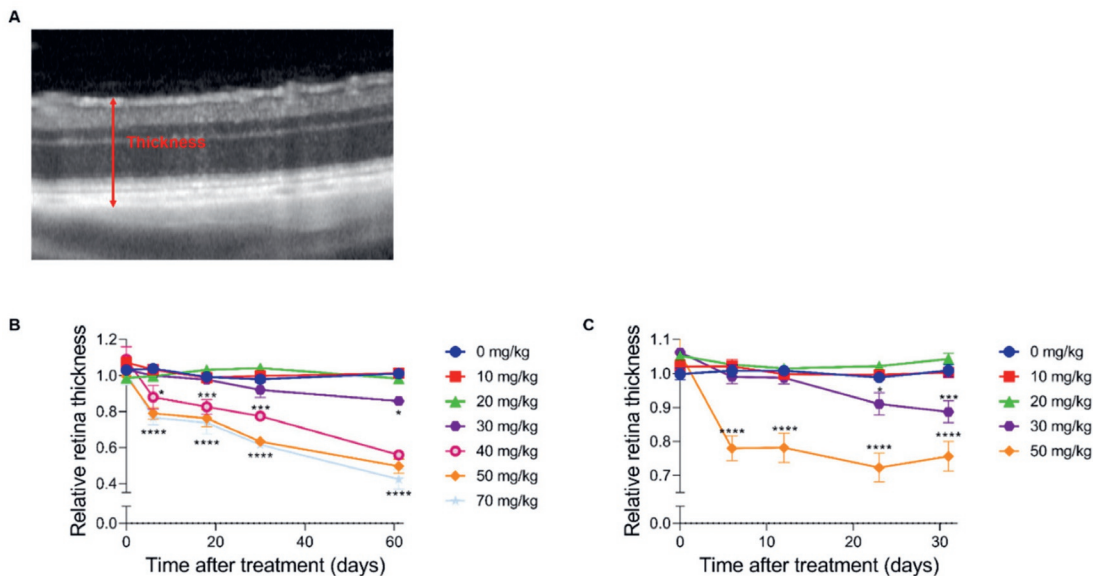 A
Thickness
B
Relative retina thickness
1.2
1.0
0.8
0.6
0.4
0.0
*
***
***
*
****
****
****
****
0
20
40
60
Time after treatment (days)
0 mg/kg
10 mg/kg
20 mg/kg
30 mg/kg
40 mg/kg
50 mg/kg
70 mg/kg
C
Relative retina thickness
1.1
1.0
0.9
0.8
0.7
0.0
*
***
****
****
****
****
0
10
20
30
Time after treatment (days)
0 mg/kg
10 mg/kg
20 mg/kg
30 mg/kg
50 mg/kg